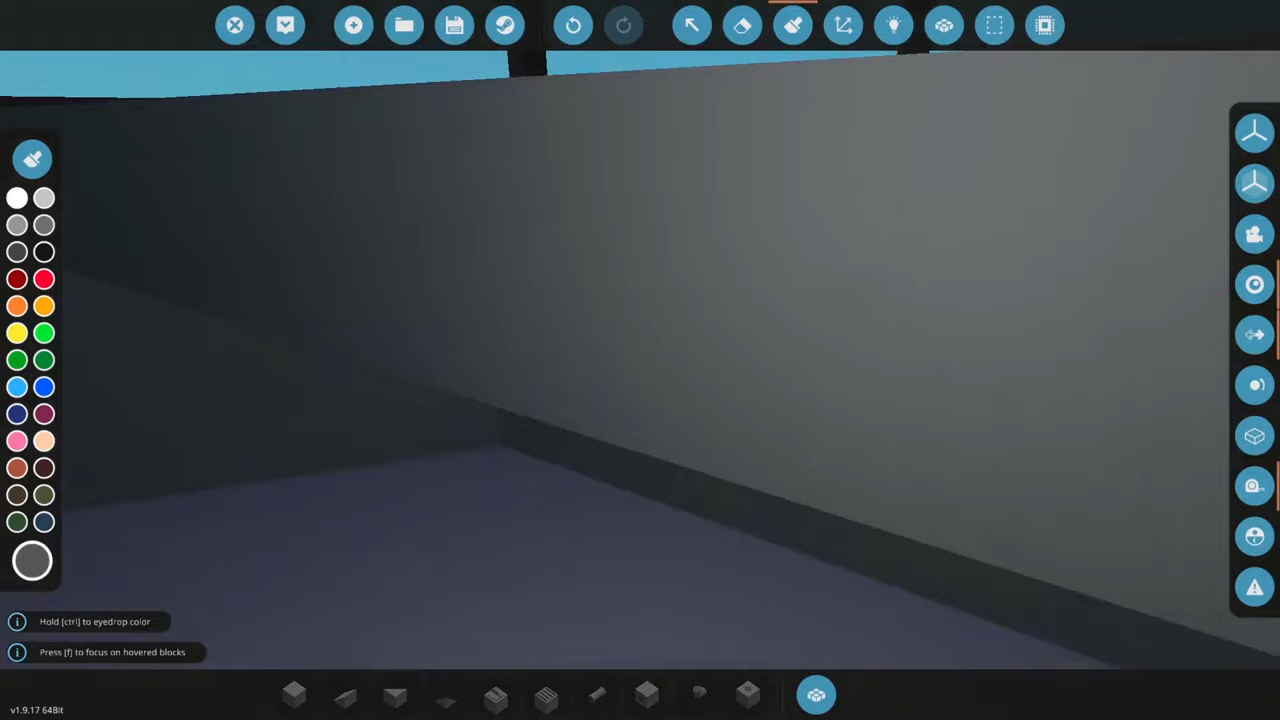 Hold [ctrl] to eyedrop color
Press [f] to focus on hovered blocks
v1.9.17 64Bit